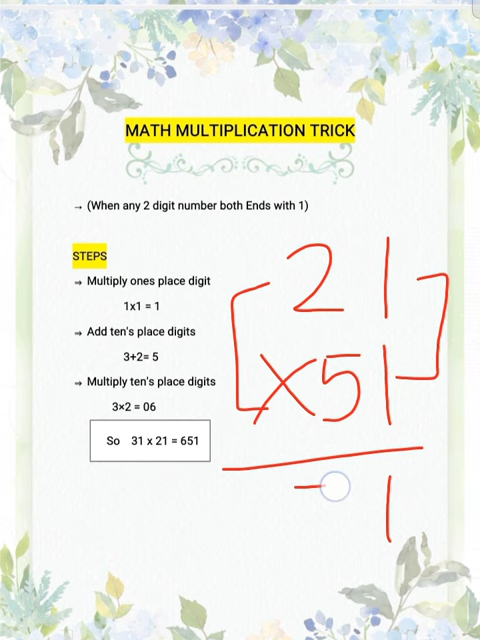 MATH MULTIPLICATION TRICK
→ (When any 2 digit number both Ends with 1)
STEPS
⇒ Multiply ones place digit
1x1 = 1
⇒ Add ten's place digits
3+2= 5
⇒ Multiply ten's place digits
3×2 = 06
So 31 x 21 = 651
21
×51
1